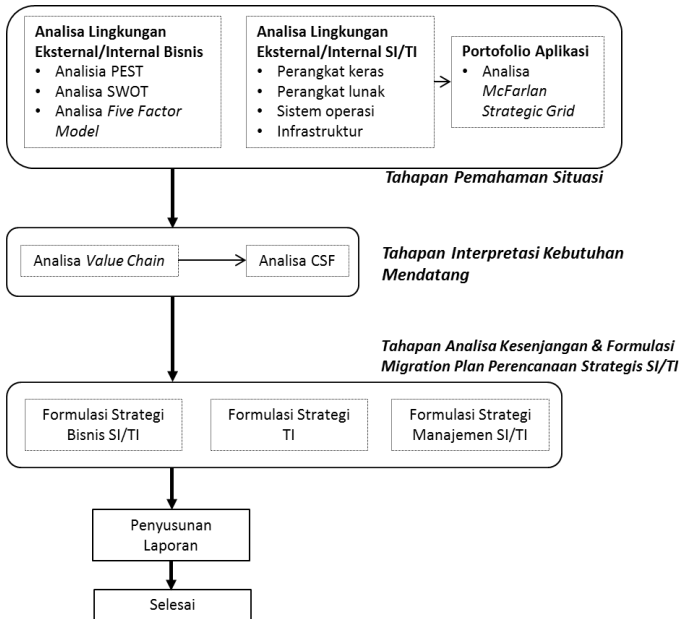 Analisa Lingkungan
Eksternal/Internal Bisnis
• Analisia PEST
• Analisa SWOT
• Analisa Five Factor
Model
Analisa Lingkungan
Eksternal/Internal SI/TI
• Perangkat keras
• Perangkat lunak
• Sistem operasi
• Infrastruktur
Portofolio Aplikasi
• Analisa
McFarlan
Strategic Grid
Tahapan Pemahaman Situasi
Analisa Value Chain
Analisa CSF
Tahapan Interpretasi Kebutuhan
Mendatang
Tahapan Analisa Kesenjangan & Formulasi
Migration Plan Perencanaan Strategis SI/TI
Formulasi Strategi
Bisnis SI/TI
Formulasi Strategi
TI
Formulasi Strategi
Manajemen SI/TI
Penyusunan
Laporan
Selesai